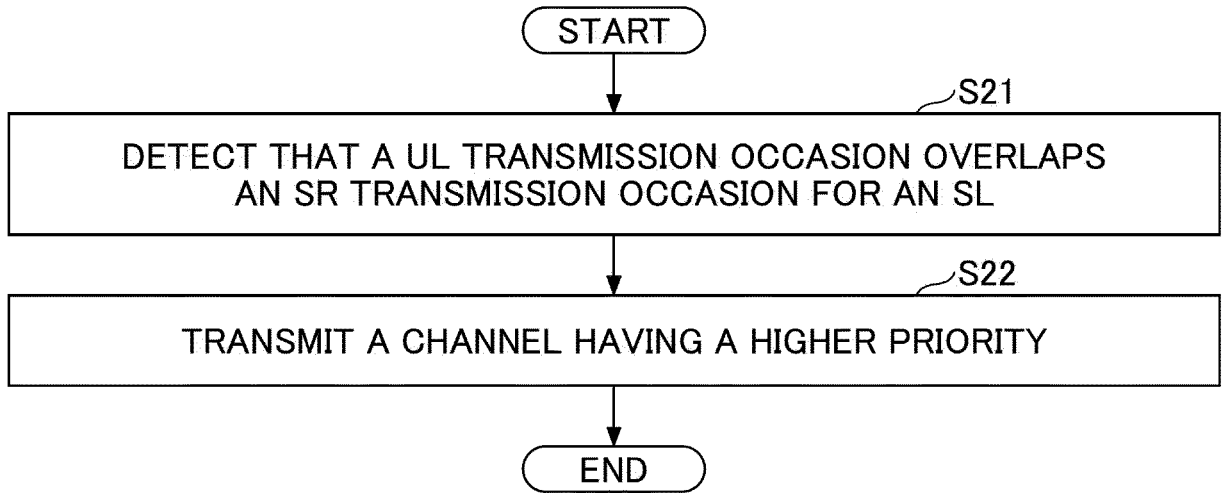 START
S21
DETECT THAT A UL TRANSMISSION OCCASION OVERLAPS
AN SR TRANSMISSION OCCASION FOR AN SL
S22
TRANSMIT A CHANNEL HAVING A HIGHER PRIORITY
END